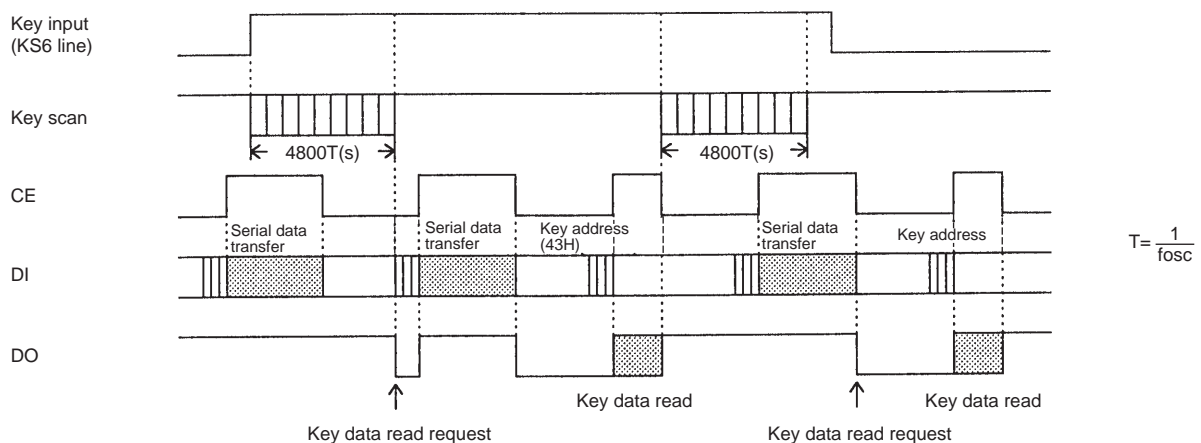 Key input
(KS6 line)
Key scan
4800T(s)
4800T(s)
CE
Serial data
transfer
Serial data
transfer
Key address
(43H)
Serial data
transfer
Key address
T= 1
fosc
DI
DO
Key data read
Key data read
Key data read request
Key data read request